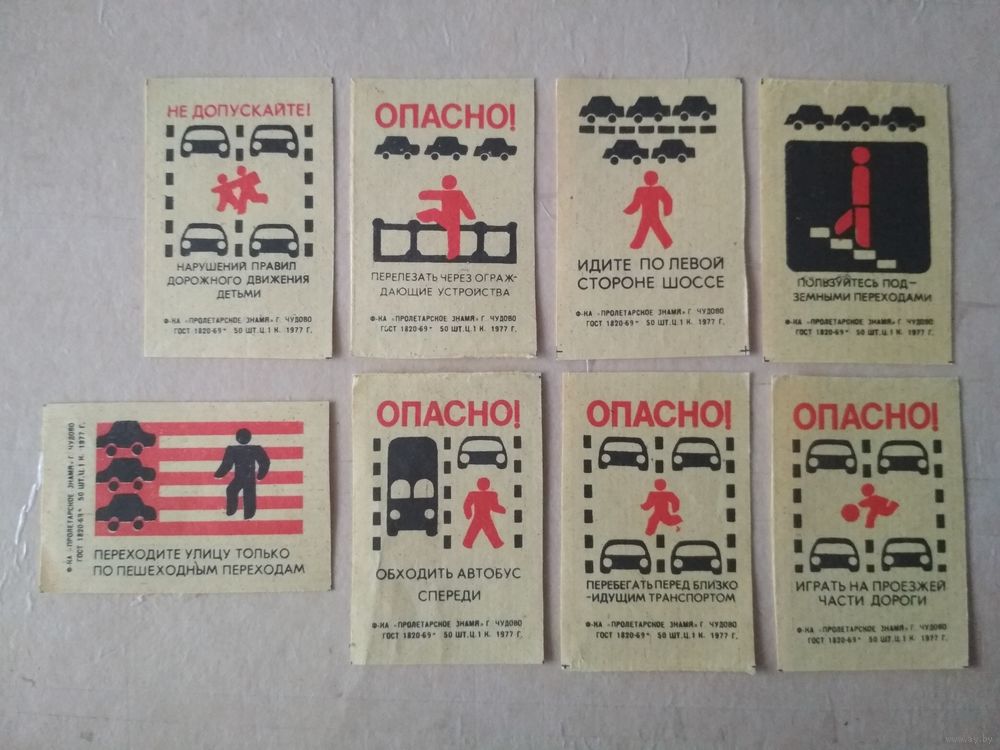 НЕ ДОПУСКАЙТЕ!
НАРУШЕНИЙ ПРАВИЛ
ДОРОЖНОГО ДВИЖЕНИЯ
ДЕТЬМИ
Ф-КА «ПРОЛЕТАРСКОЕ ЗНАМЯ» Г. ЧУДОВО
ГОСТ 1820-69* 50 ШТ. Ц. 1 К. 1977 Г.
ОПАСНО!
ПЕРЕЛЕЗАТЬ ЧЕРЕЗ ОГРАЖ-
ДАЮЩИЕ УСТРОЙСТВА
Ф-КА «ПРОЛЕТАРСКОЕ ЗНАМЯ» Г. ЧУДОВО
ГОСТ 1820-69* 50 ШТ. Ц. 1 К. 1977 Г.
ИДИТЕ ПО ЛЕВОЙ
СТОРОНЕ ШОССЕ
Ф-КА «ПРОЛЕТАРСКОЕ ЗНАМЯ» Г. ЧУДОВО
ГОСТ 1820-69* 50 ШТ. Ц. 1 К. 1977 Г.
ПОЛЬЗУЙТЕСЬ ПОД-
ЗЕМНЫМИ ПЕРЕХОДАМИ
Ф-КА «ПРОЛЕТАРСКОЕ ЗНАМЯ» Г. ЧУДОВО
ГОСТ 1820-69* 50 ШТ. Ц. 1 К. 1977 Г.
Ф-КА «ПРОЛЕТАРСКОЕ ЗНАМЯ» Г. ЧУДОВО
ГОСТ 1820-69* 50 ШТ. Ц. 1 К. 1977 Г.
ПЕРЕХОДИТЕ УЛИЦУ ТОЛЬКО
ПО ПЕШЕХОДНЫМ ПЕРЕХОДАМ
ОПАСНО!
ОБХОДИТЬ АВТОБУС
СПЕРЕДИ
Ф-КА «ПРОЛЕТАРСКОЕ ЗНАМЯ» Г. ЧУДОВО
ГОСТ 1820-69* 50 ШТ. Ц. 1 К. 1977 Г.
ОПАСНО!
ПЕРЕБЕГАТЬ ПЕРЕД БЛИЗКО
-ИДУЩИМ ТРАНСПОРТОМ
Ф-КА «ПРОЛЕТАРСКОЕ ЗНАМЯ» Г. ЧУДОВО
ГОСТ 1820-69* 50 ШТ. Ц. 1 К. 1977 Г.
ОПАСНО!
ИГРАТЬ НА ПРОЕЗЖЕЙ
ЧАСТИ ДОРОГИ
Ф-КА «ПРОЛЕТАРСКОЕ ЗНАМЯ» Г. ЧУДОВО
ГОСТ 1820-69* 50 ШТ. Ц. 1 К. 1977 Г.
www.ay.by